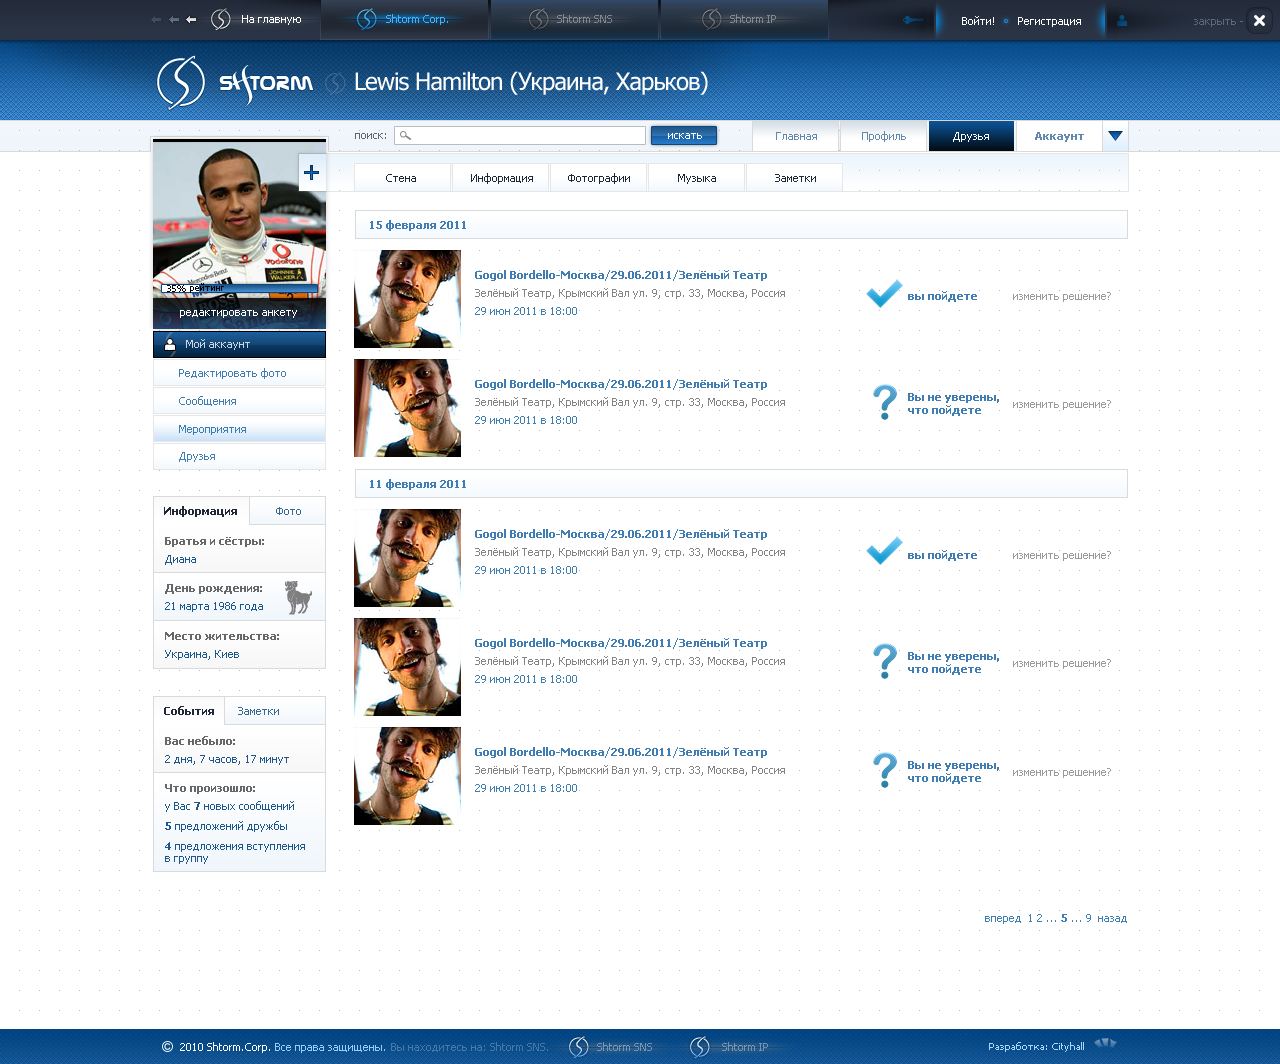 На главную
Shtorm Corp.
Shtorm SNS
Shtorm IP
Войти!
Регистрация
закрыть -
SHTORM
Lewis Hamilton (Украина, Харьков)
поиск:
искать
Главная
Профиль
Друзья
Аккаунт
Стена
Информация
Фотографии
Музыка
Заметки
Mercedes-Benz
vodafone
JOHNNIE
WALKER
35% рейтинг
редактировать анкету
Мой аккаунт
Редактировать фото
Сообщения
Мероприятия
Друзья
Информация
Фото
Братья и сёстры:
Диана
День рождения:
21 марта 1986 года
Место жительства:
Украина, Киев
События
Заметки
Вас небыло:
2 дня, 7 часов, 17 минут
Что произошло:
у Вас 7 новых сообщений
5 предложений дружбы
4 предложения вступления
в группу
15 февраля 2011
Gogol Bordello-Москва/29.06.2011/Зелёный Театр
Зелёный Театр, Крымский Вал ул. 9, стр. 33, Москва, Россия
29 июн 2011 в 18:00
вы пойдете
изменить решение?
Gogol Bordello-Москва/29.06.2011/Зелёный Театр
Зелёный Театр, Крымский Вал ул. 9, стр. 33, Москва, Россия
29 июн 2011 в 18:00
Вы не уверены,
что пойдете
изменить решение?
11 февраля 2011
Gogol Bordello-Москва/29.06.2011/Зелёный Театр
Зелёный Театр, Крымский Вал ул. 9, стр. 33, Москва, Россия
29 июн 2011 в 18:00
вы пойдете
изменить решение?
Gogol Bordello-Москва/29.06.2011/Зелёный Театр
Зелёный Театр, Крымский Вал ул. 9, стр. 33, Москва, Россия
29 июн 2011 в 18:00
Вы не уверены,
что пойдете
изменить решение?
Gogol Bordello-Москва/29.06.2011/Зелёный Театр
Зелёный Театр, Крымский Вал ул. 9, стр. 33, Москва, Россия
29 июн 2011 в 18:00
Вы не уверены,
что пойдете
изменить решение?
вперед 1 2 ... 5 ... 9 назад
© 2010 Shtorm.Corp. Все права защищены. Вы находитесь на: Shtorm SNS.
Shtorm SNS
Shtorm IP
Разработка: Cityhall